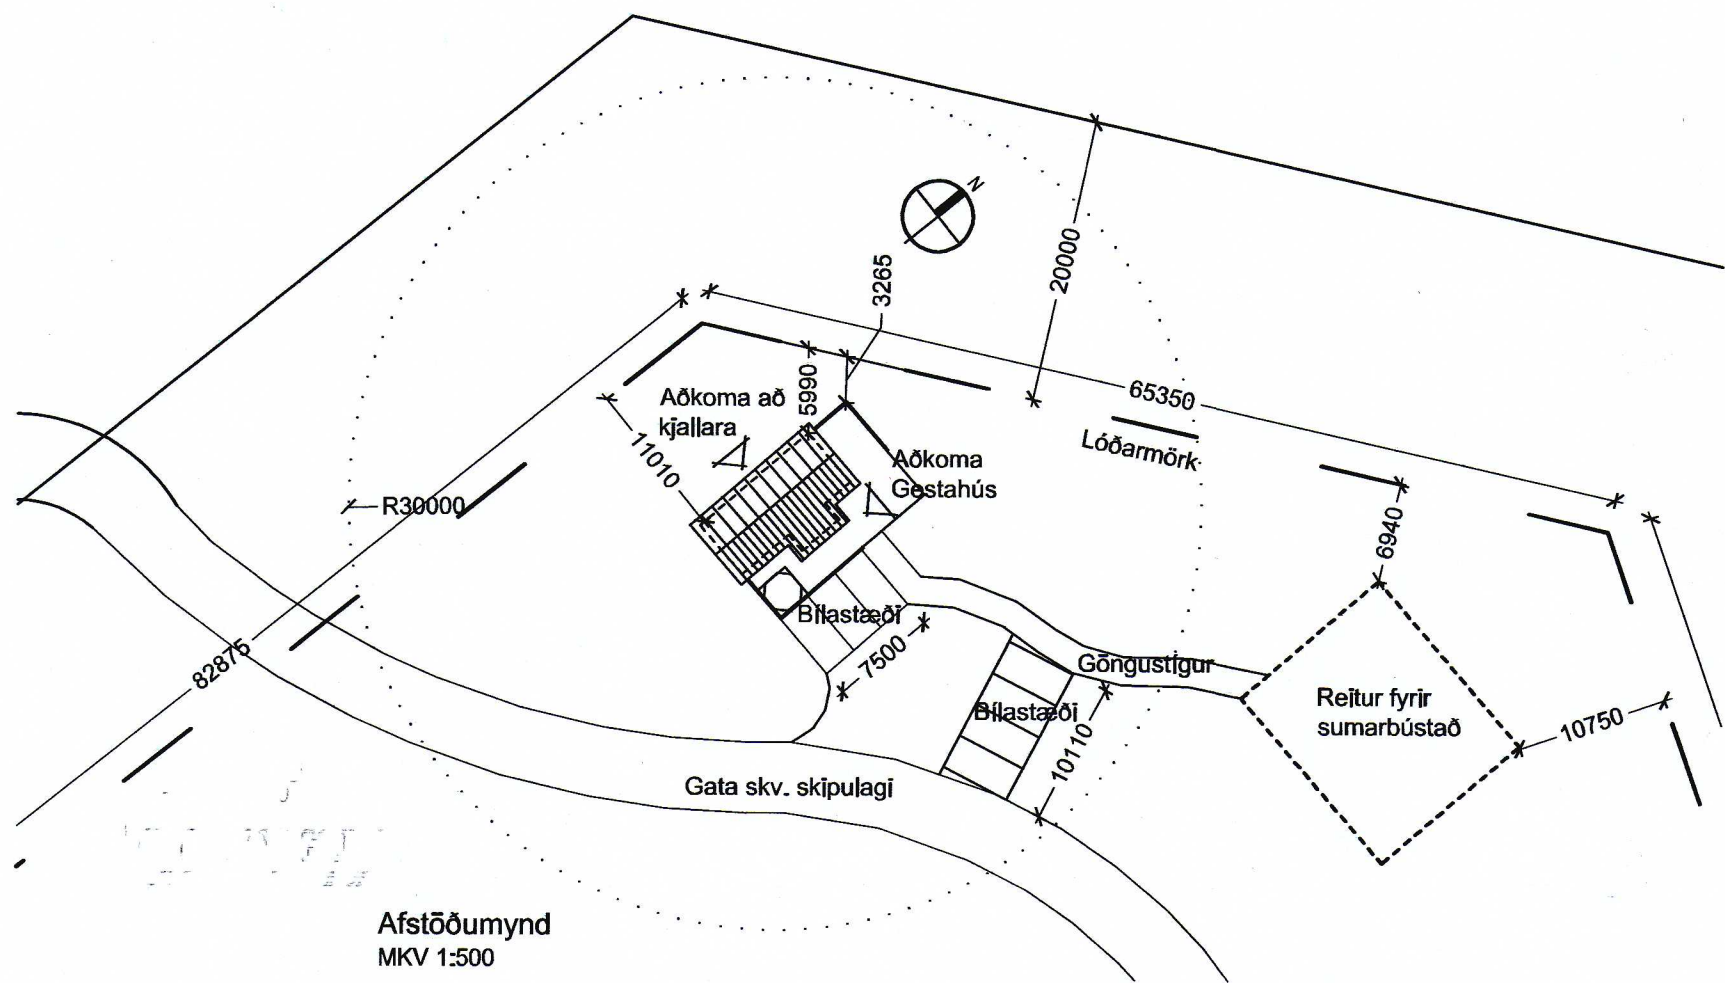 N
3265
20000
65350
5990
Aðkoma að
kjallara
11010
Lóðarmörk
Aðkoma
Gestahús
R30000
6940
Bílastæði
7500
82875
Göngustígur
Reitur fyrir
sumarbústað
Bílastæði
10110
10750
Gata skv. skipulagi
Afstöðumynd
MKV 1:500